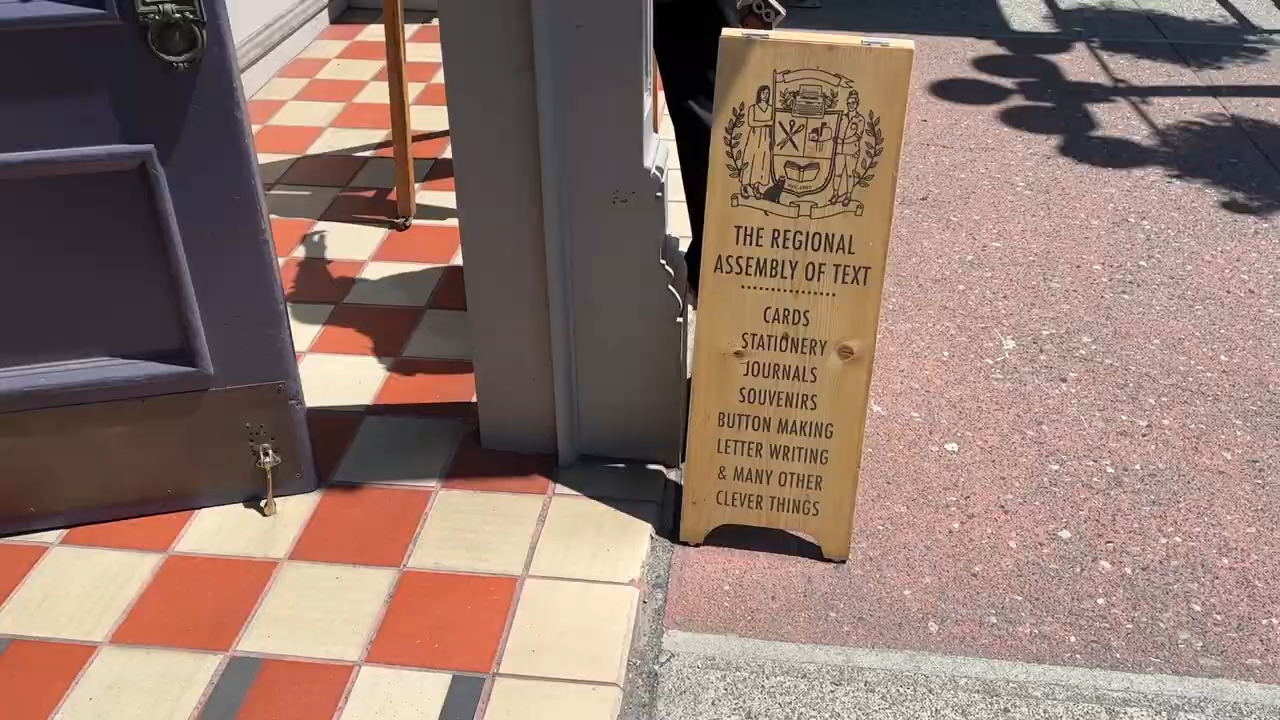 THE REGIONAL
ASSEMBLY OF TEXT
CARDS
STATIONERY
JOURNALS
SOUVENIRS
BUTTON MAKING
LETTER WRITING
& MANY OTHER
CLEVER THINGS